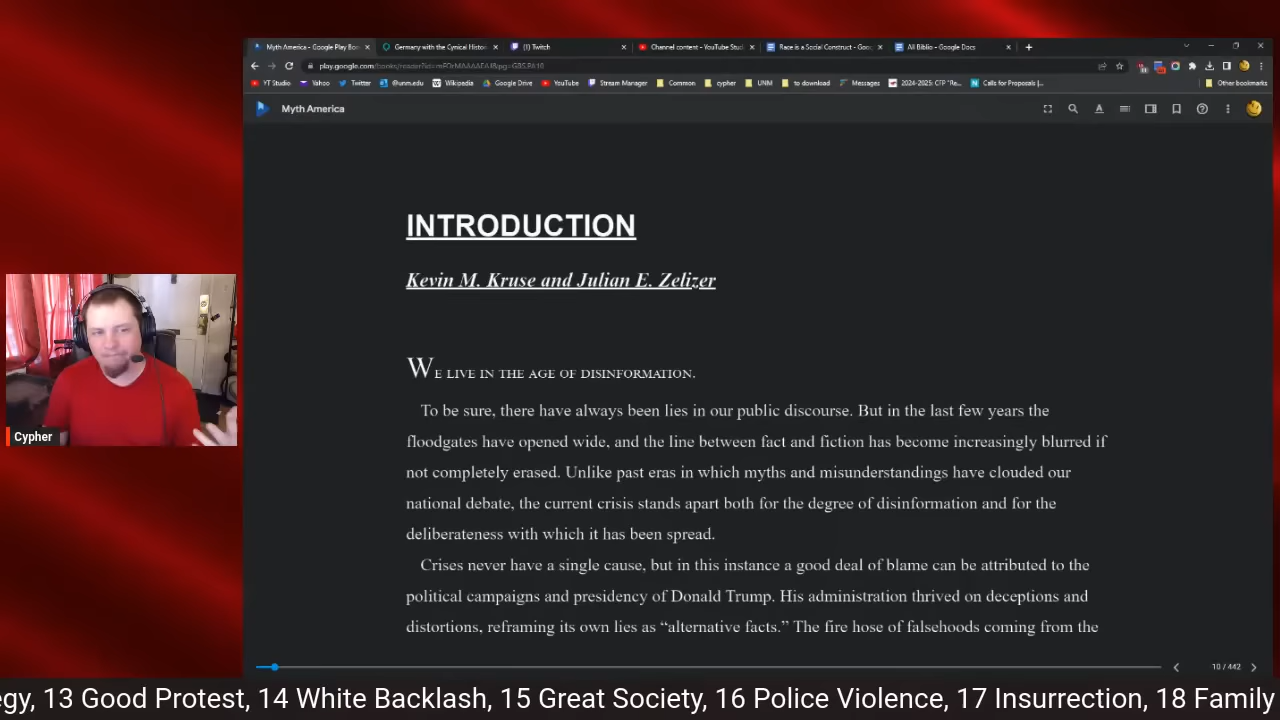 Myth America - Google Play Boo
Germany with the Cynical Histo
(1) Twitch
Channel content - YouTube Stud
Race is a Social Construct - Goog
All Biblio - Google Docs
play.google.com
YT Studio
Yahoo
Twitter
@unm.edu
Wikipedia
Google Drive
YouTube
Stream Manager
Common
cypher
UNM
to download
Messages
2024-2025: CFP "Re...
Calls for Proposals |...
Other bookmarks
Myth America
INTRODUCTION
Kevin M. Kruse and Julian E. Zelizer
WE LIVE IN THE AGE OF DISINFORMATION.
To be sure, there have always been lies in our public discourse. But in the last few years the
floodgates have opened wide, and the line between fact and fiction has become increasingly blurred if
not completely erased. Unlike past eras in which myths and misunderstandings have clouded our
national debate, the current crisis stands apart both for the degree of disinformation and for the
deliberateness with which it has been spread.
Crises never have a single cause, but in this instance a good deal of blame can be attributed to the
political campaigns and presidency of Donald Trump. His administration thrived on deceptions and
distortions, reframing its own lies as “alternative facts.” The fire hose of falsehoods coming from the
10 / 442
Cypher
egy, 13 Good Protest, 14 White Backlash, 15 Great Society, 16 Police Violence, 17 Insurrection, 18 Family